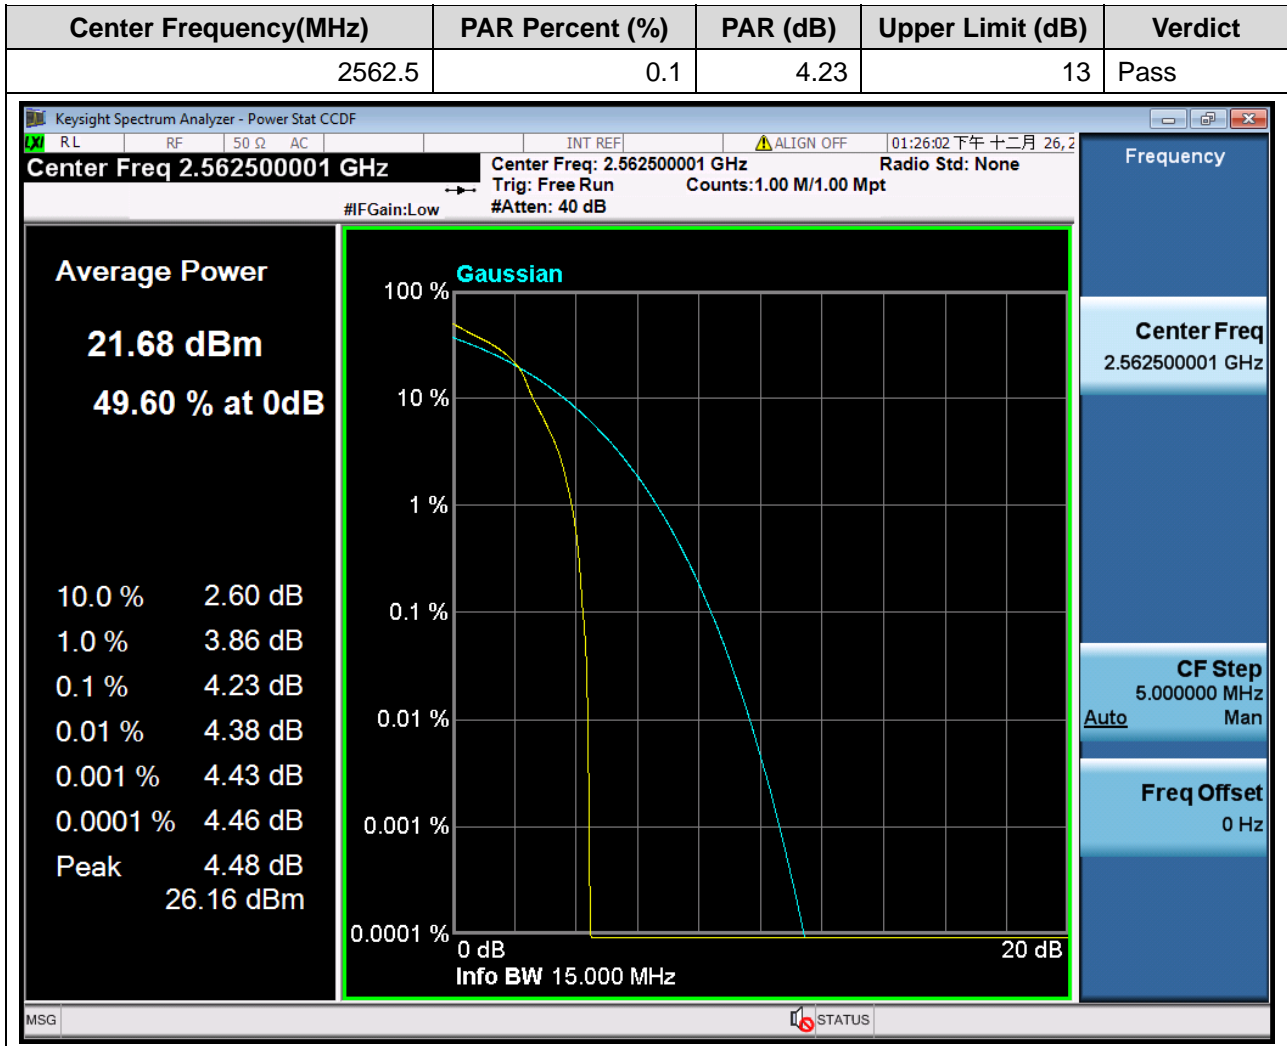 Center Frequency(MHz) PAR Percent (%) PAR (dB) Upper Limit (dB) Verdict
2562.5 0.1 4.23 13 Pass
Keysight Spectrum Analyzer - Power Stat CCDF
LXI RL RF 50 Ω AC INT REF ALIGN OFF 01:26:02 下午 十二月 26, 2
Center Freq 2.562500001 GHz
Center Freq: 2.562500001 GHz Radio Std: None
Trig: Free Run Counts:1.00 M/1.00 Mpt
#IFGain:Low #Atten: 40 dB
Average Power
21.68 dBm
49.60 % at 0dB
10.0 % 2.60 dB
1.0 % 3.86 dB
0.1 % 4.23 dB
0.01 % 4.38 dB
0.001 % 4.43 dB
0.0001 % 4.46 dB
Peak 4.48 dB
26.16 dBm
Gaussian
100 %
10 %
1 %
0.1 %
0.01 %
0.001 %
0.0001 %
0 dB 20 dB
Info BW 15.000 MHz
Frequency
Center Freq
2.562500001 GHz
CF Step
5.000000 MHz
Auto Man
Freq Offset
0 Hz
MSG STATUS